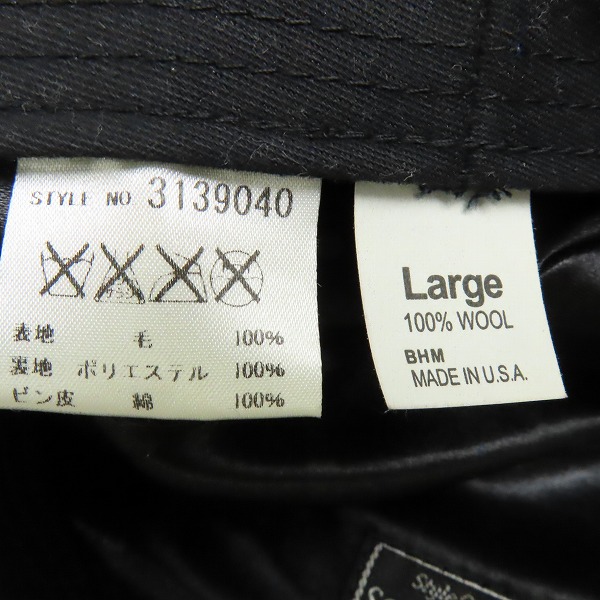 STYLE NO 3139040
表地 毛 100%
裏地 ポリエステル 100%
ビン皮 綿 100%
Large
100% WOOL
BHM
MADE IN U.S.A.
Style